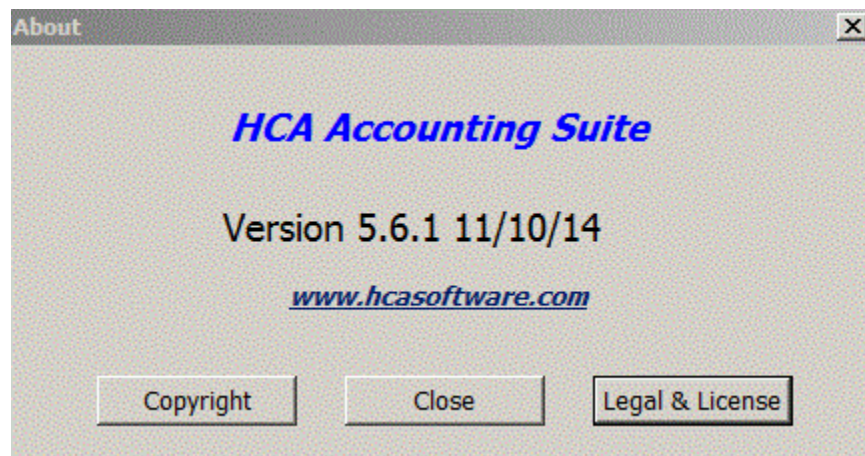 About
HCA Accounting Suite
Version 5.6.1 11/10/14
www.hcasoftware.com
Copyright Close Legal & License